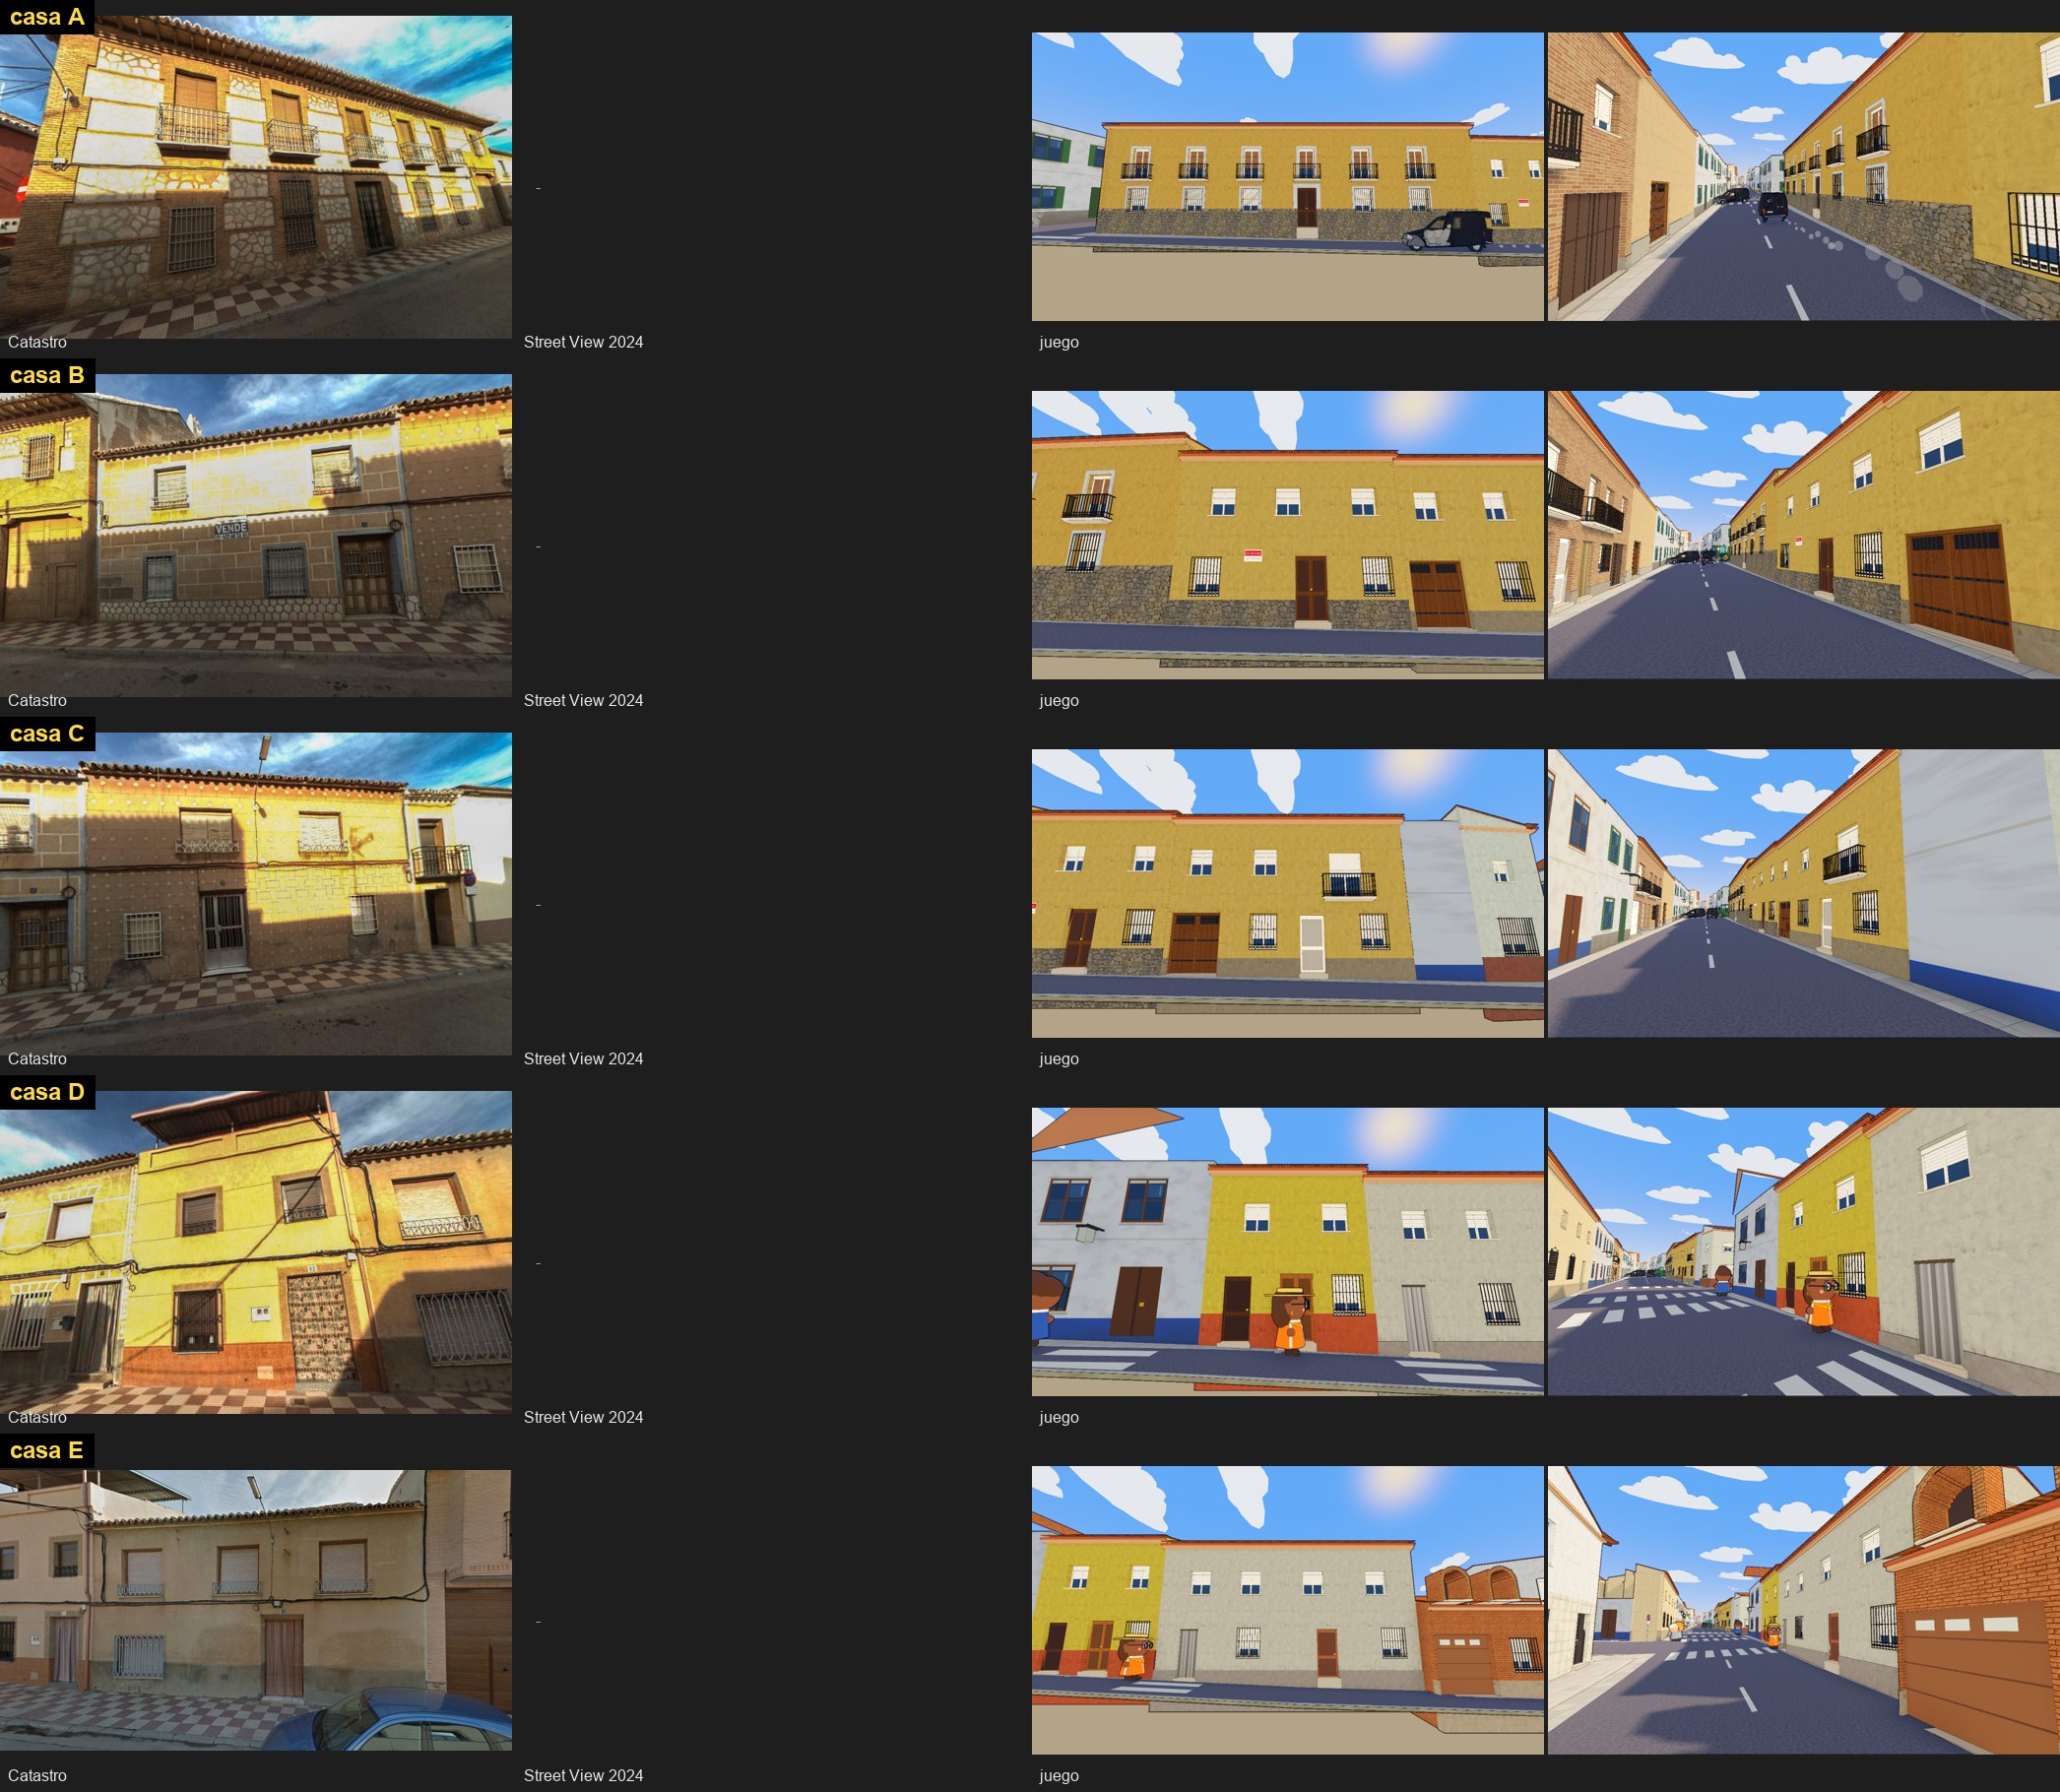 casa A
-
Catastro
Street View 2024
juego
casa B
VENDE
-
Catastro
Street View 2024
juego
casa C
-
Catastro
Street View 2024
juego
casa D
-
Catastro
Street View 2024
juego
casa E
-
Catastro
Street View 2024
juego